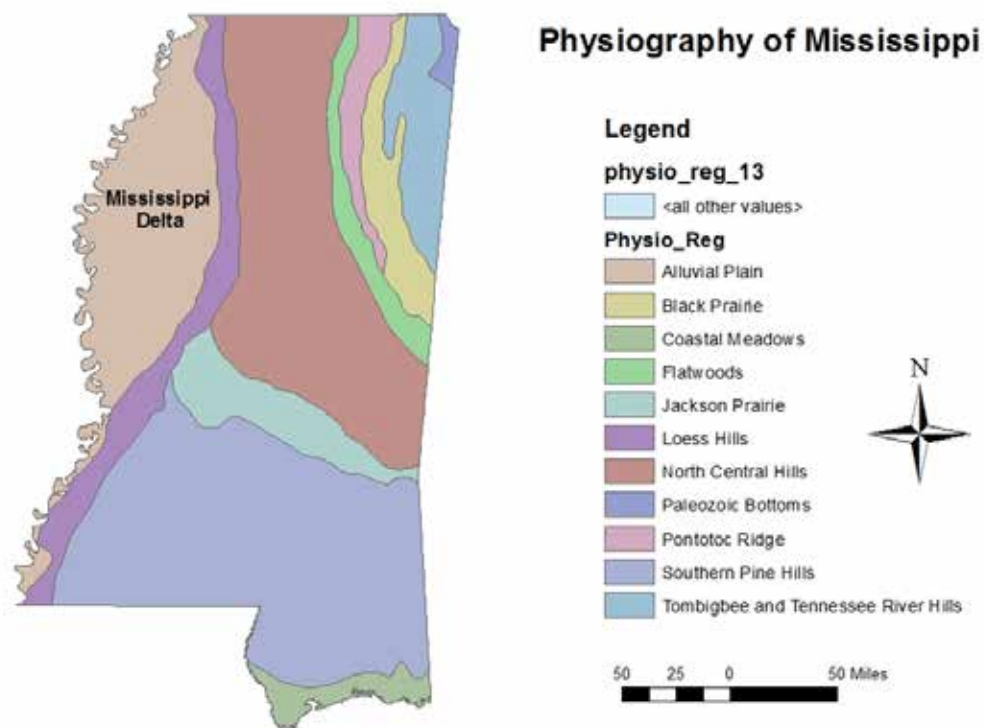 Physiography of Mississippi
Mississippi
Delta
Legend
physio_reg_13
<all other values>
Physio_Reg
Alluvial Plain
Black Prairie
Coastal Meadows
Flatwoods
Jackson Prairie
Loess Hills
North Central Hills
Paleozoic Bottoms
Pontotoc Ridge
Southern Pine Hills
Tombigbee and Tennessee River Hills
N
50 25 0 50 Miles